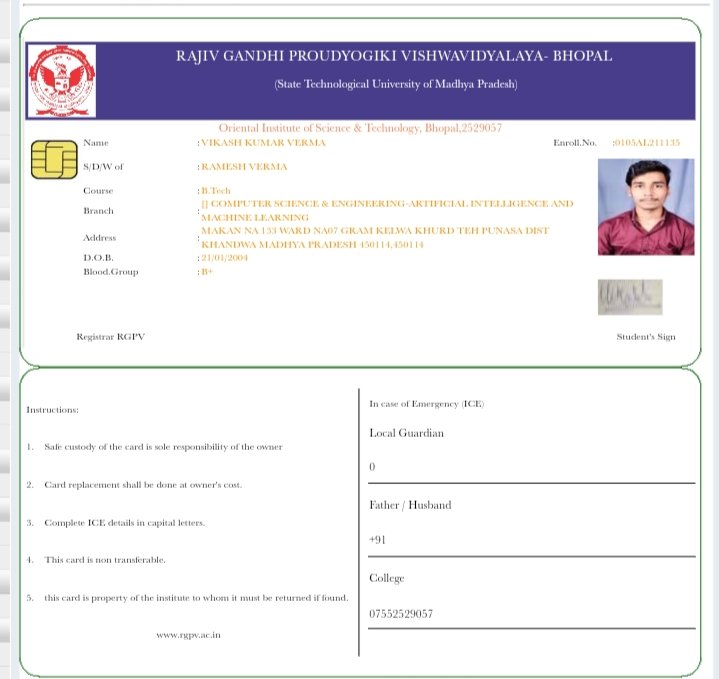 RAJIV GANDHI PROUDYOGIKI VISHWAVIDYALAYA- BHOPAL
(State Technological University of Madhya Pradesh)
Oriental Institute of Science & Technology, Bhopal,2529057
Name : VIKASH KUMAR VERMA Enroll.No. :0105AL211135
S/D/W of : RAMESH VERMA
Course : B.Tech
Branch : [] COMPUTER SCIENCE & ENGINEERING-ARTIFICIAL INTELLIGENCE AND
MACHINE LEARNING
Address : MAKAN NA 133 WARD NA07 GRAM KELWA KHURD TEH PUNASA DIST
KHANDWA MADHYA PRADESH 450114,450114
D.O.B. : 21/01/2004
Blood.Group : B+
Registrar RGPV Student's Sign
Instructions:
1. Safe custody of the card is sole responsibility of the owner
2. Card replacement shall be done at owner's cost.
3. Complete ICE details in capital letters.
4. This card is non transferable.
5. this card is property of the institute to whom it must be returned if found.
www.rgpv.ac.in
In case of Emergency (ICE)
Local Guardian
0
Father / Husband
+91
College
07552529057